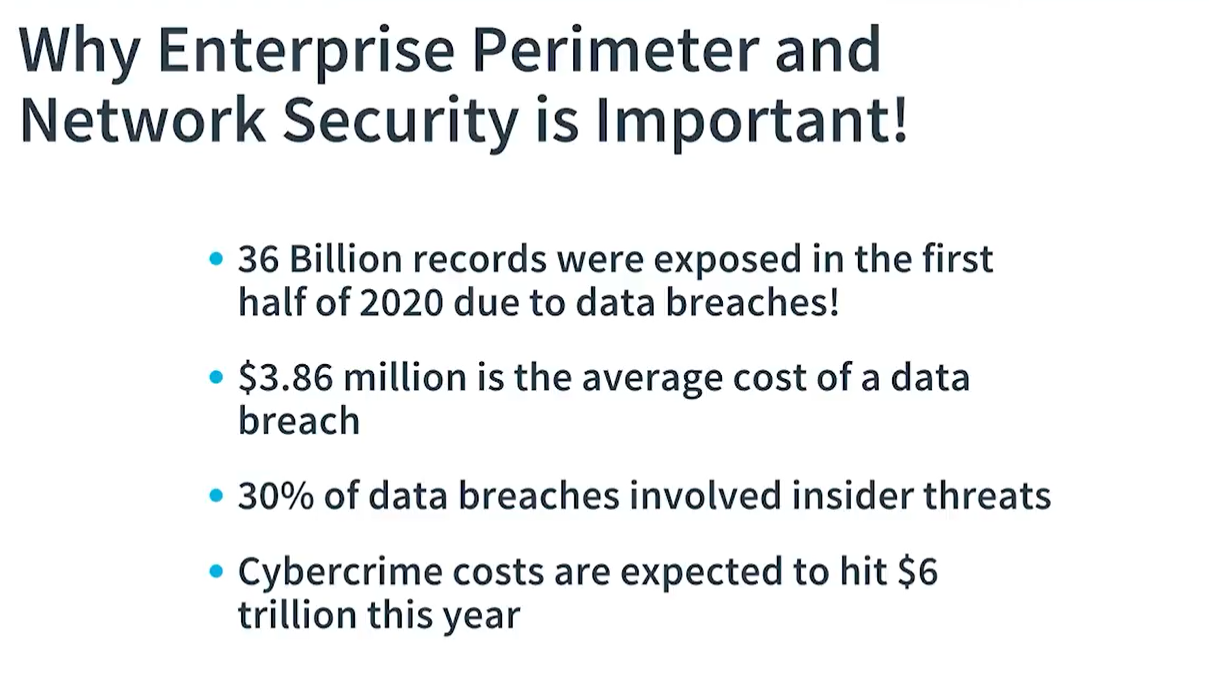 Why Enterprise Perimeter and
Network Security is Important!
• 36 Billion records were exposed in the first
half of 2020 due to data breaches!
• $3.86 million is the average cost of a data
breach
• 30% of data breaches involved insider threats
• Cybercrime costs are expected to hit $6
trillion this year